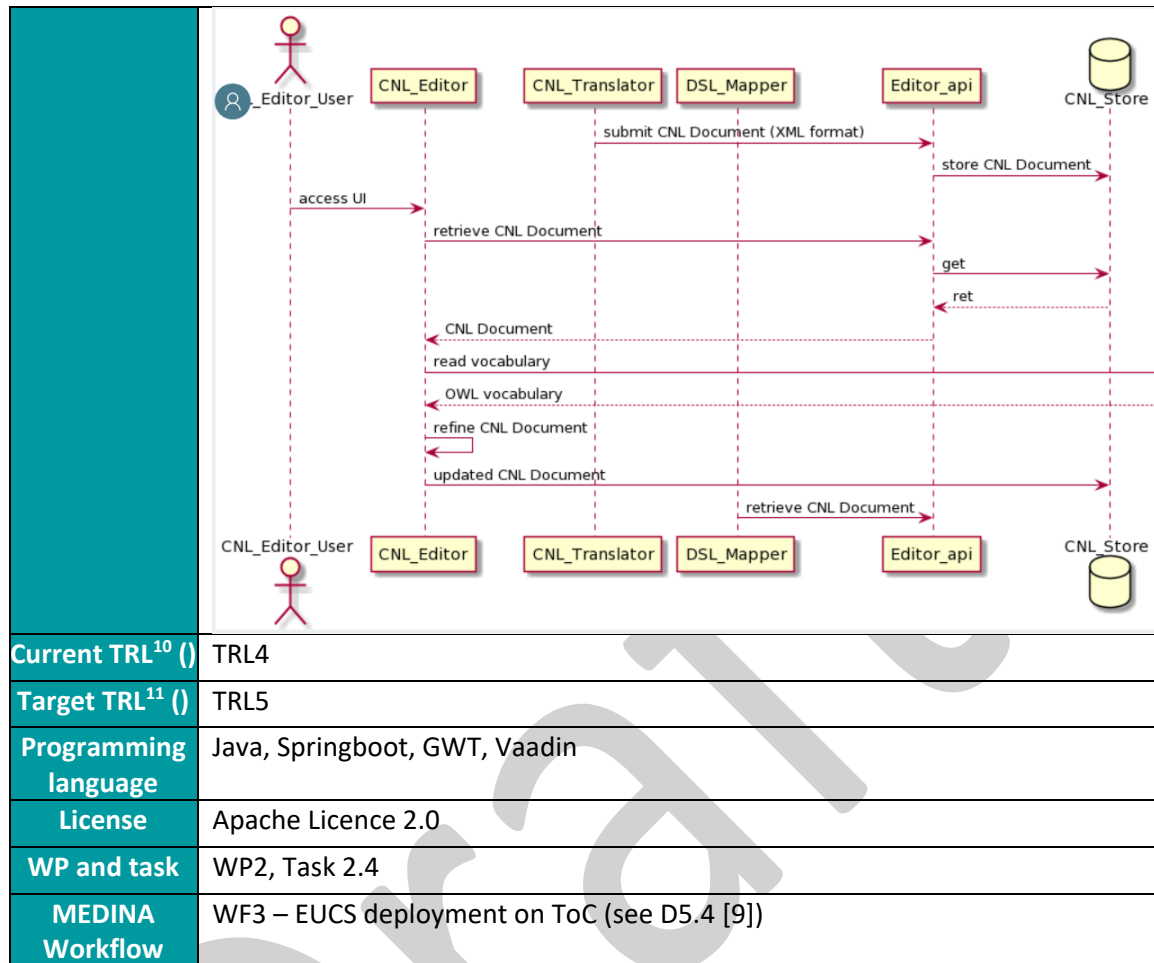 _Editor_User
CNL_Editor
CNL_Translator
DSL_Mapper
Editor_api
CNL_Store
submit CNL Document (XML format)
store CNL Document
access UI
retrieve CNL Document
get
ret
CNL Document
read vocabulary
OWL vocabulary
refine CNL Document
updated CNL Document
retrieve CNL Document
CNL_Editor_User
CNL_Editor
CNL_Translator
DSL_Mapper
Editor_api
CNL_Store
Current TRL10 () TRL4
Target TRL11 () TRL5
Programming
language
Java, Springboot, GWT, Vaadin
License Apache Licence 2.0
WP and task WP2, Task 2.4
MEDINA
Workflow
WF3 – EUCS deployment on ToC (see D5.4 [9])